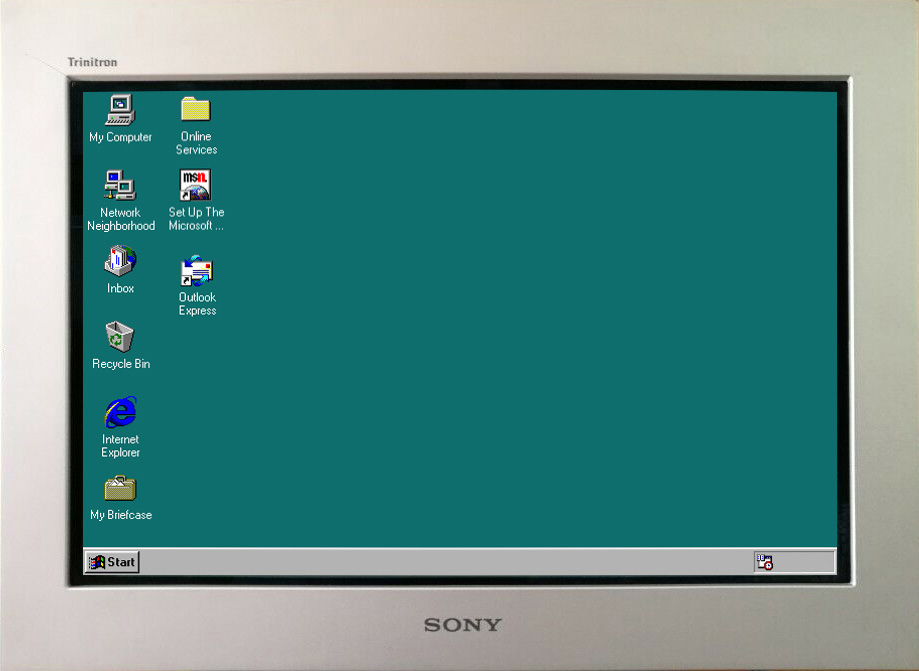 Trinitron
My Computer
Online
Services
Network
Neighborhood
msn.
Set Up The
Microsoft ...
Inbox
Outlook
Express
Recycle Bin
Internet
Explorer
My Briefcase
Start
SONY